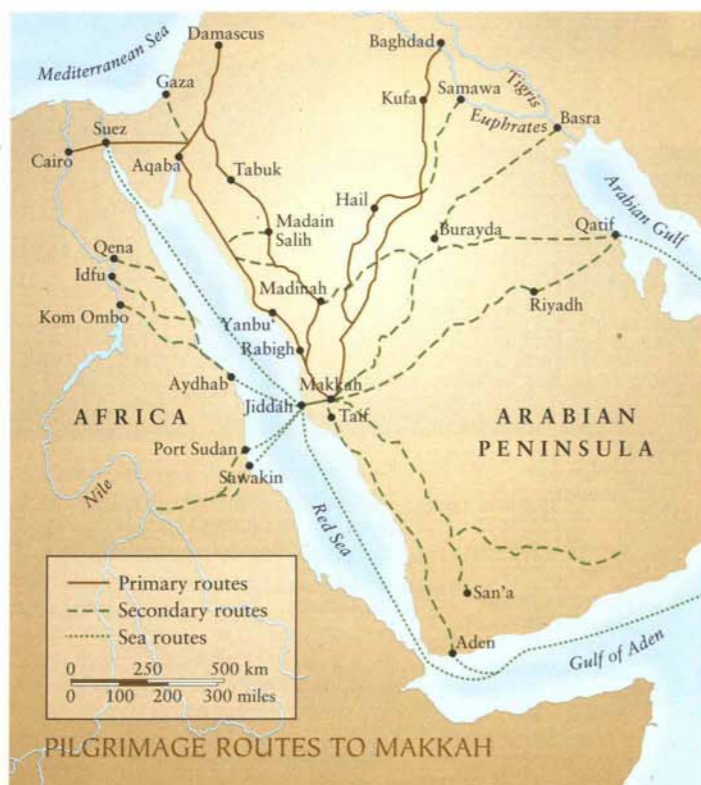 Damascus
Baghdad
Mediterranean Sea
Gaza
Tigris
Kufa
Samawa
Suez
Euphrates
Basra
Cairo
Aqaba
Tabuk
Hail
Madain
Salih
Burayda
Qatif
Arabian Gulf
Qena
Idfu
Madinah
Riyadh
Kom Ombo
Yanbu'
Rabigh
Aydhab
Makkah
Jiddah
Taif
AFRICA
ARABIAN
PENINSULA
Port Sudan
Sawakin
Nile
Red Sea
Primary routes
Secondary routes
Sea routes
0 250 500 km
0 100 200 300 miles
San'a
Aden
Gulf of Aden
PILGRIMAGE ROUTES TO MAKKAH